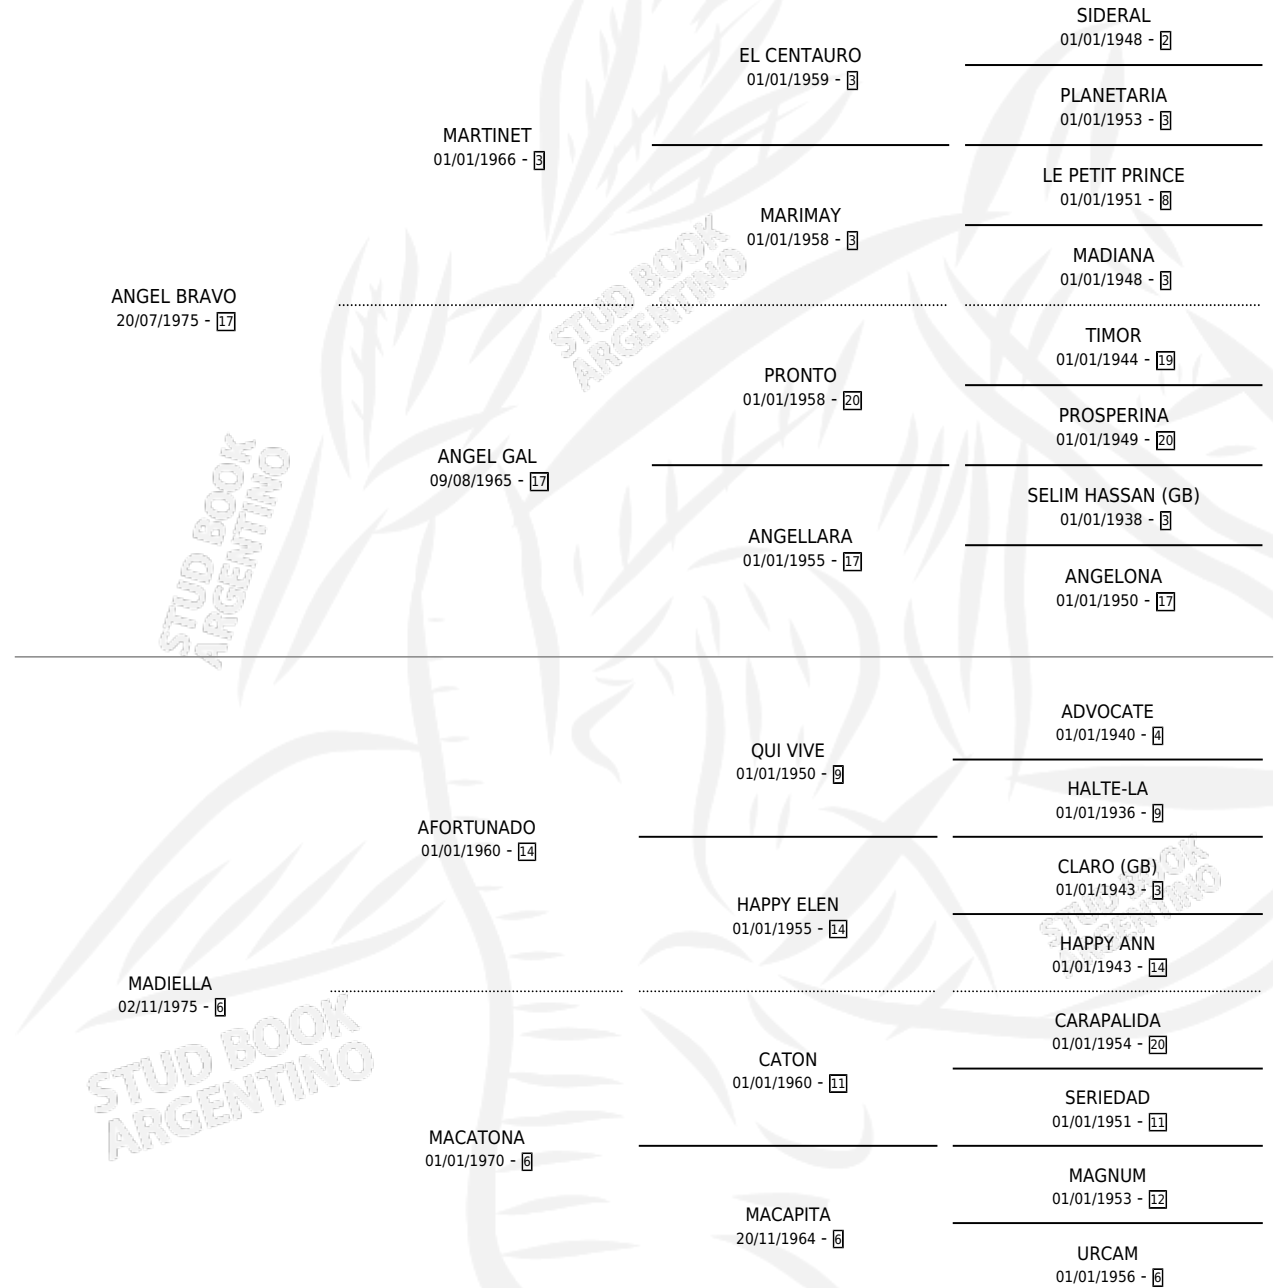 SIDERAL
01/01/1948 - 2
EL CENTAURO
01/01/1959 - 3
PLANETARIA
01/01/1953 - 3
MARTINET
01/01/1966 - 3
LE PETIT PRINCE
01/01/1951 - 8
MARIMAY
01/01/1958 - 3
MADIANA
01/01/1948 - 3
ANGEL BRAVO
20/07/1975 - 17
TIMOR
01/01/1944 - 19
PRONTO
01/01/1958 - 20
PROSPERINA
01/01/1949 - 20
ANGEL GAL
09/08/1965 - 17
SELIM HASSAN (GB)
01/01/1938 - 3
ANGELLARA
01/01/1955 - 17
ANGELONA
01/01/1950 - 17
ADVOCATE
01/01/1940 - 4
QUI VIVE
01/01/1950 - 9
HALTE-LA
01/01/1936 - 9
AFORTUNADO
01/01/1960 - 14
CLARO (GB)
01/01/1943 - 3
HAPPY ELEN
01/01/1955 - 14
HAPPY ANN
01/01/1943 - 14
MADIELLA
02/11/1975 - 6
CARAPALIDA
01/01/1954 - 20
CATON
01/01/1960 - 11
SERIEDAD
01/01/1951 - 11
MACATONA
01/01/1970 - 6
MAGNUM
01/01/1953 - 12
MACAPITA
20/11/1964 - 6
URCAM
01/01/1956 - 6
STUD BOOK
ARGENTINO
STUD BOOK
ARGENTINO
STUD BOOK
ARGENTINO
STUD BOOK
ARGENTINO